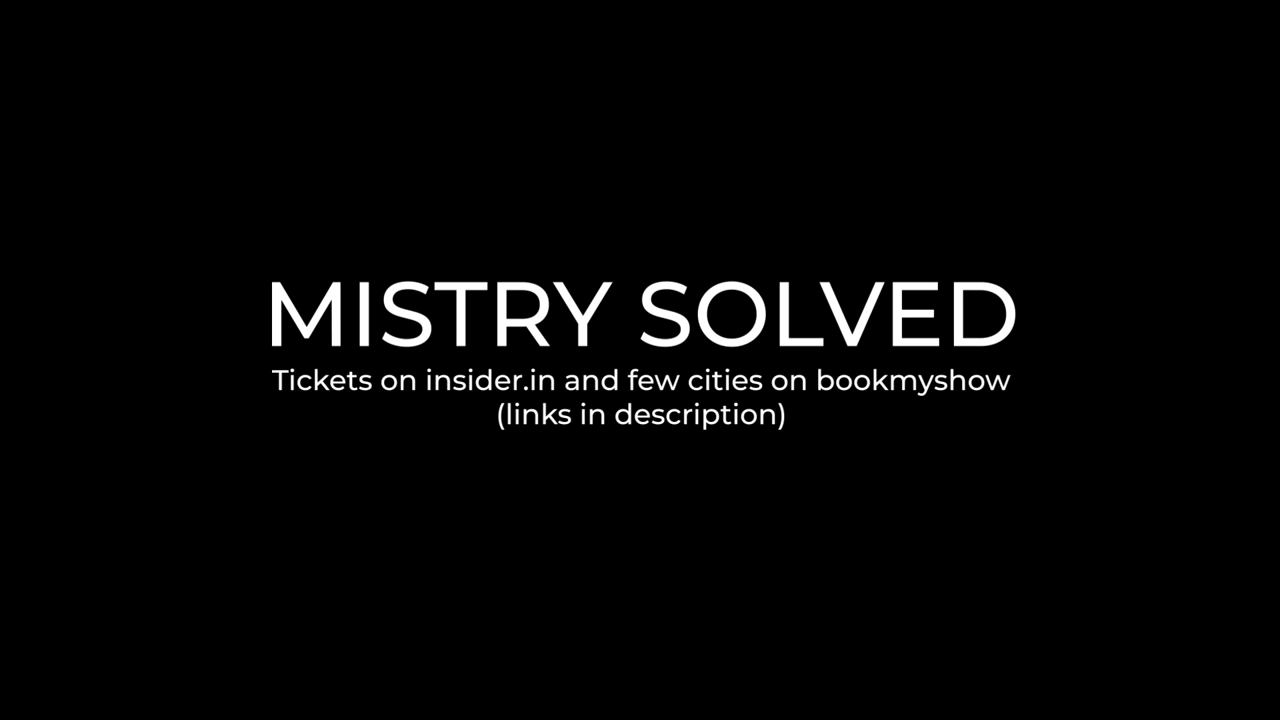 MISTRY SOLVED
Tickets on insider.in and few cities on bookmyshow
(links in description)